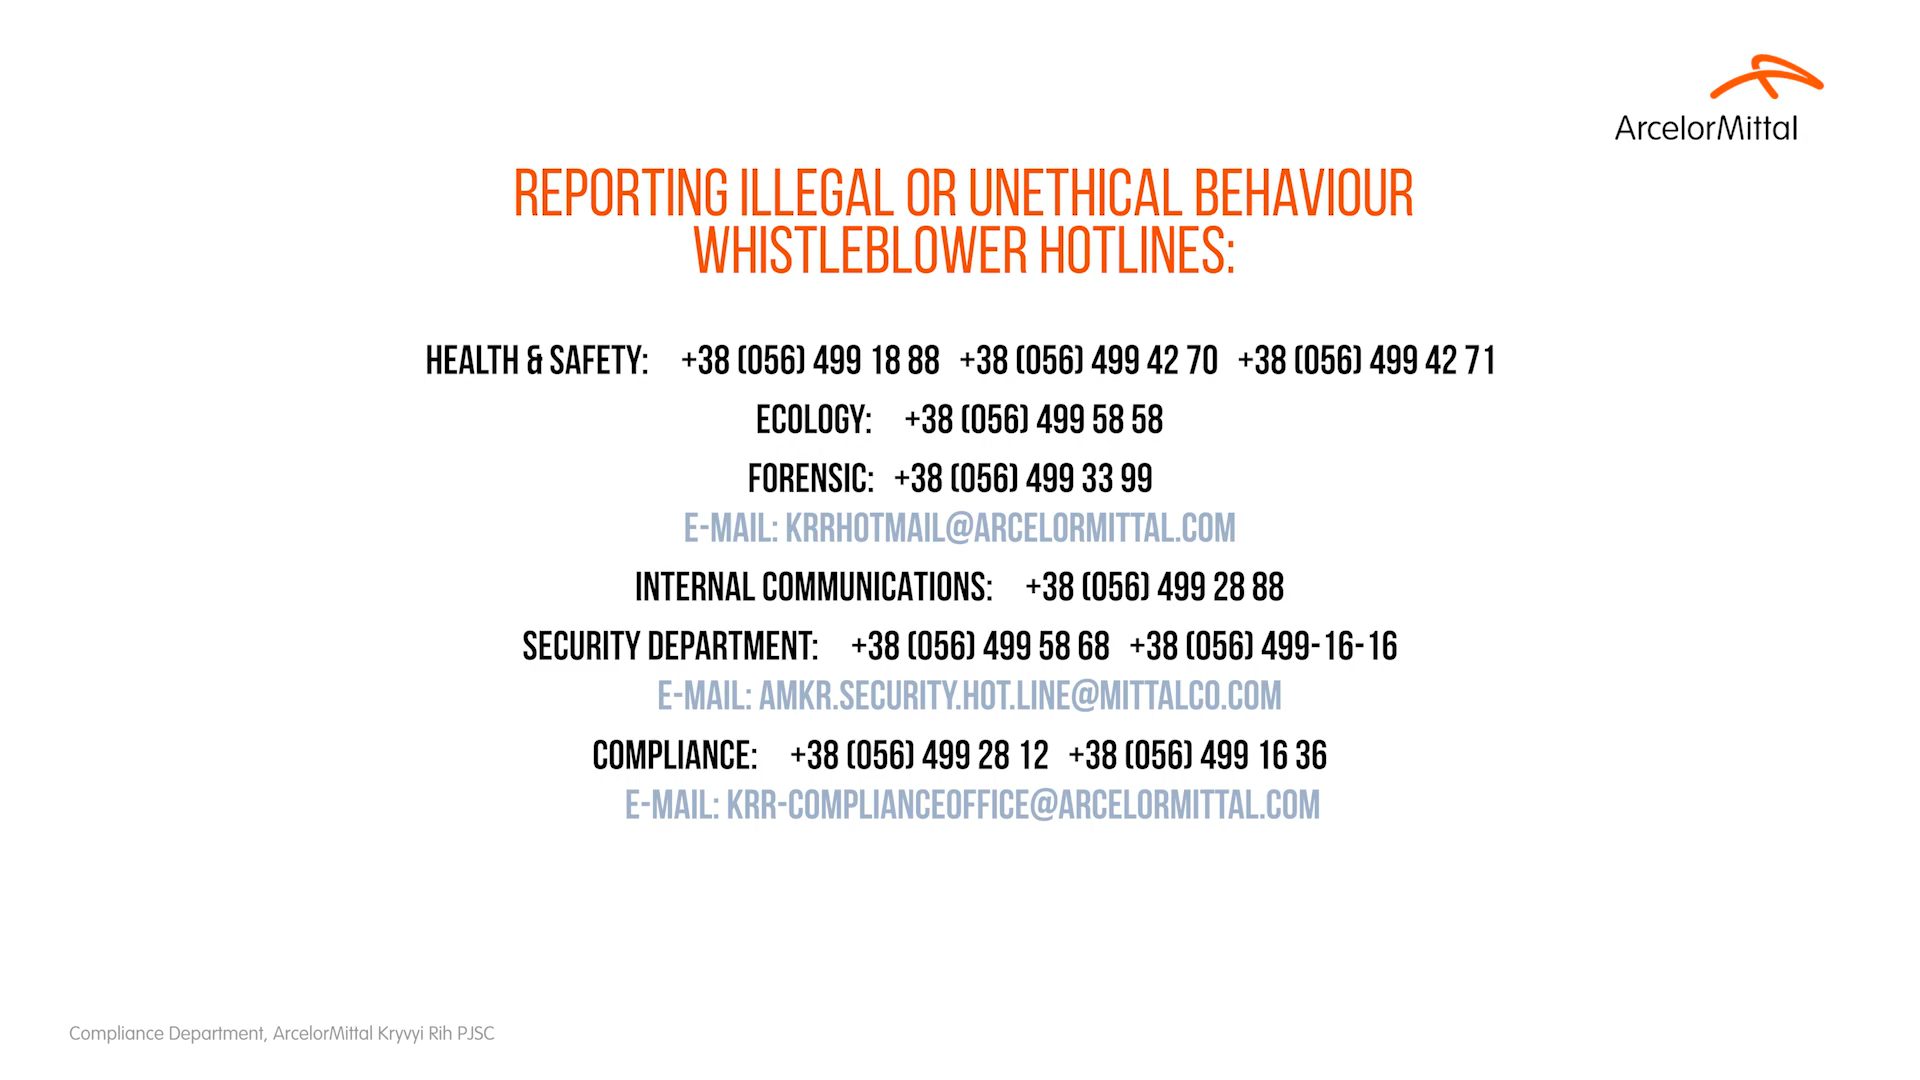 ArcelorMittal
REPORTING ILLEGAL OR UNETHICAL BEHAVIOUR
WHISTLEBLOWER HOTLINES:
HEALTH & SAFETY: +38 (056) 499 18 88 +38 (056) 499 42 70 +38 (056) 499 42 71
ECOLOGY: +38 (056) 499 58 58
FORENSIC: +38 (056) 499 33 99
E-MAIL: KRRHOTMAIL@ARCELORMITTAL.COM
INTERNAL COMMUNICATIONS: +38 (056) 499 28 88
SECURITY DEPARTMENT: +38 (056) 499 58 68 +38 (056) 499-16-16
E-MAIL: AMKR.SECURITY.HOT.LINE@MITTALCO.COM
COMPLIANCE: +38 (056) 499 28 12 +38 (056) 499 16 36
E-MAIL: KRR-COMPLIANCEOFFICE@ARCELORMITTAL.COM
Compliance Department, ArcelorMittal Kryvyi Rih PJSC